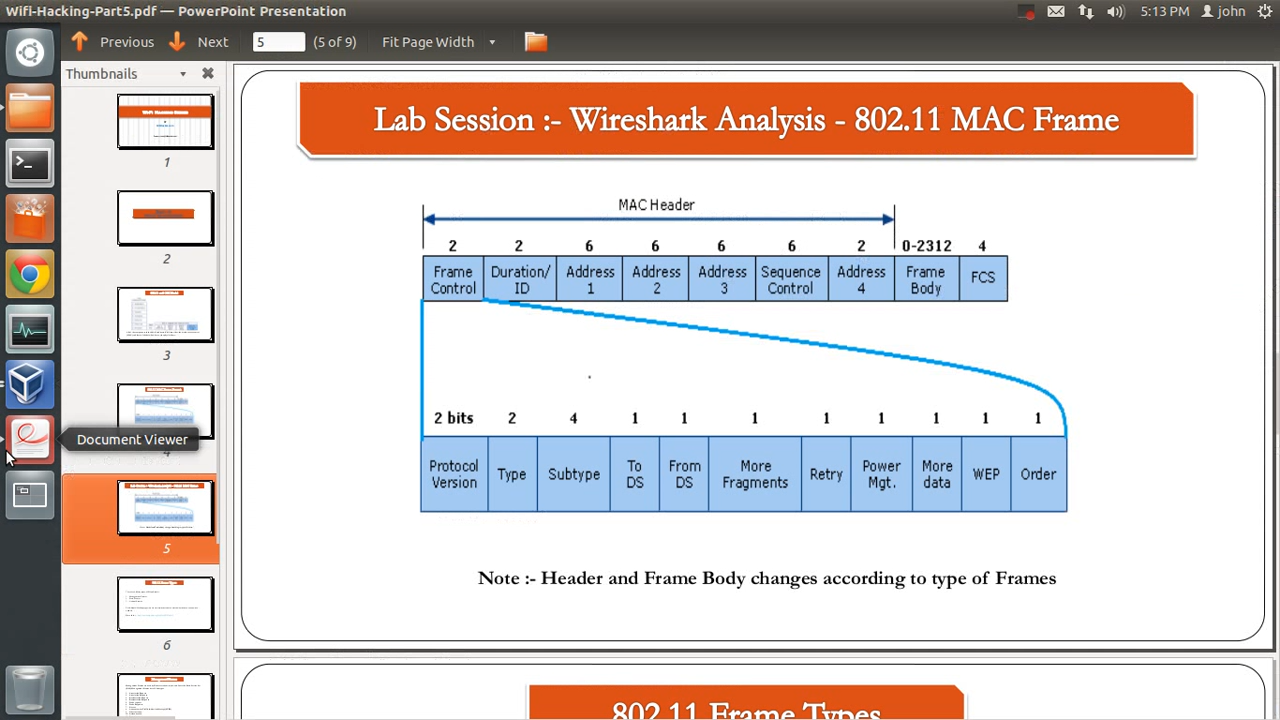 Wifi-Hacking-Part5.pdf — PowerPoint Presentation
5:13 PM
john
Previous
Next
5
(5 of 9)
Fit Page Width
Thumbnails
1
2
3
4
5
6
Document Viewer
Lab Session :- Wireshark Analysis - 802.11 MAC Frame
MAC Header
2 2 6 6 6 6 2 0-2312 4
Frame Control
Duration/ ID
Address 1
Address 2
Address 3
Sequence Control
Address 4
Frame Body
FCS
2 bits 2 4 1 1 1 1 1 1 1 1
Protocol Version
Type
Subtype
To DS
From DS
More Fragments
Retry
Power Mgt.
More data
WEP
Order
Note :- Header and Frame Body changes according to type of Frames
802.11 Frame Types